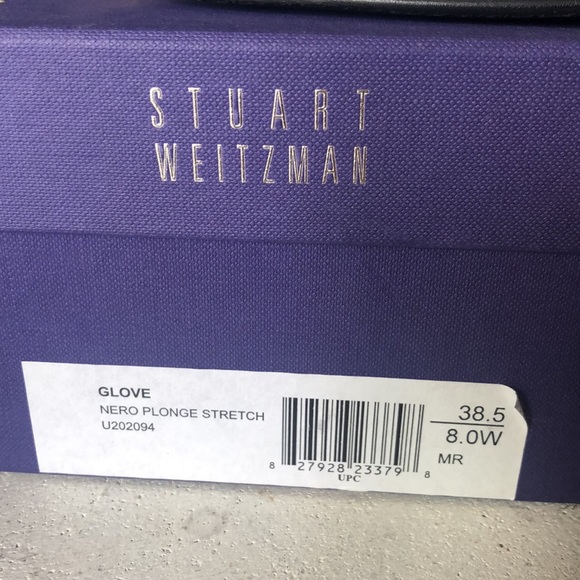 STUART
WEITZMAN
GLOVE
NERO PLONGE STRETCH
U202094
8 27928 23379 8
UPC
38.5
8.0W
MR